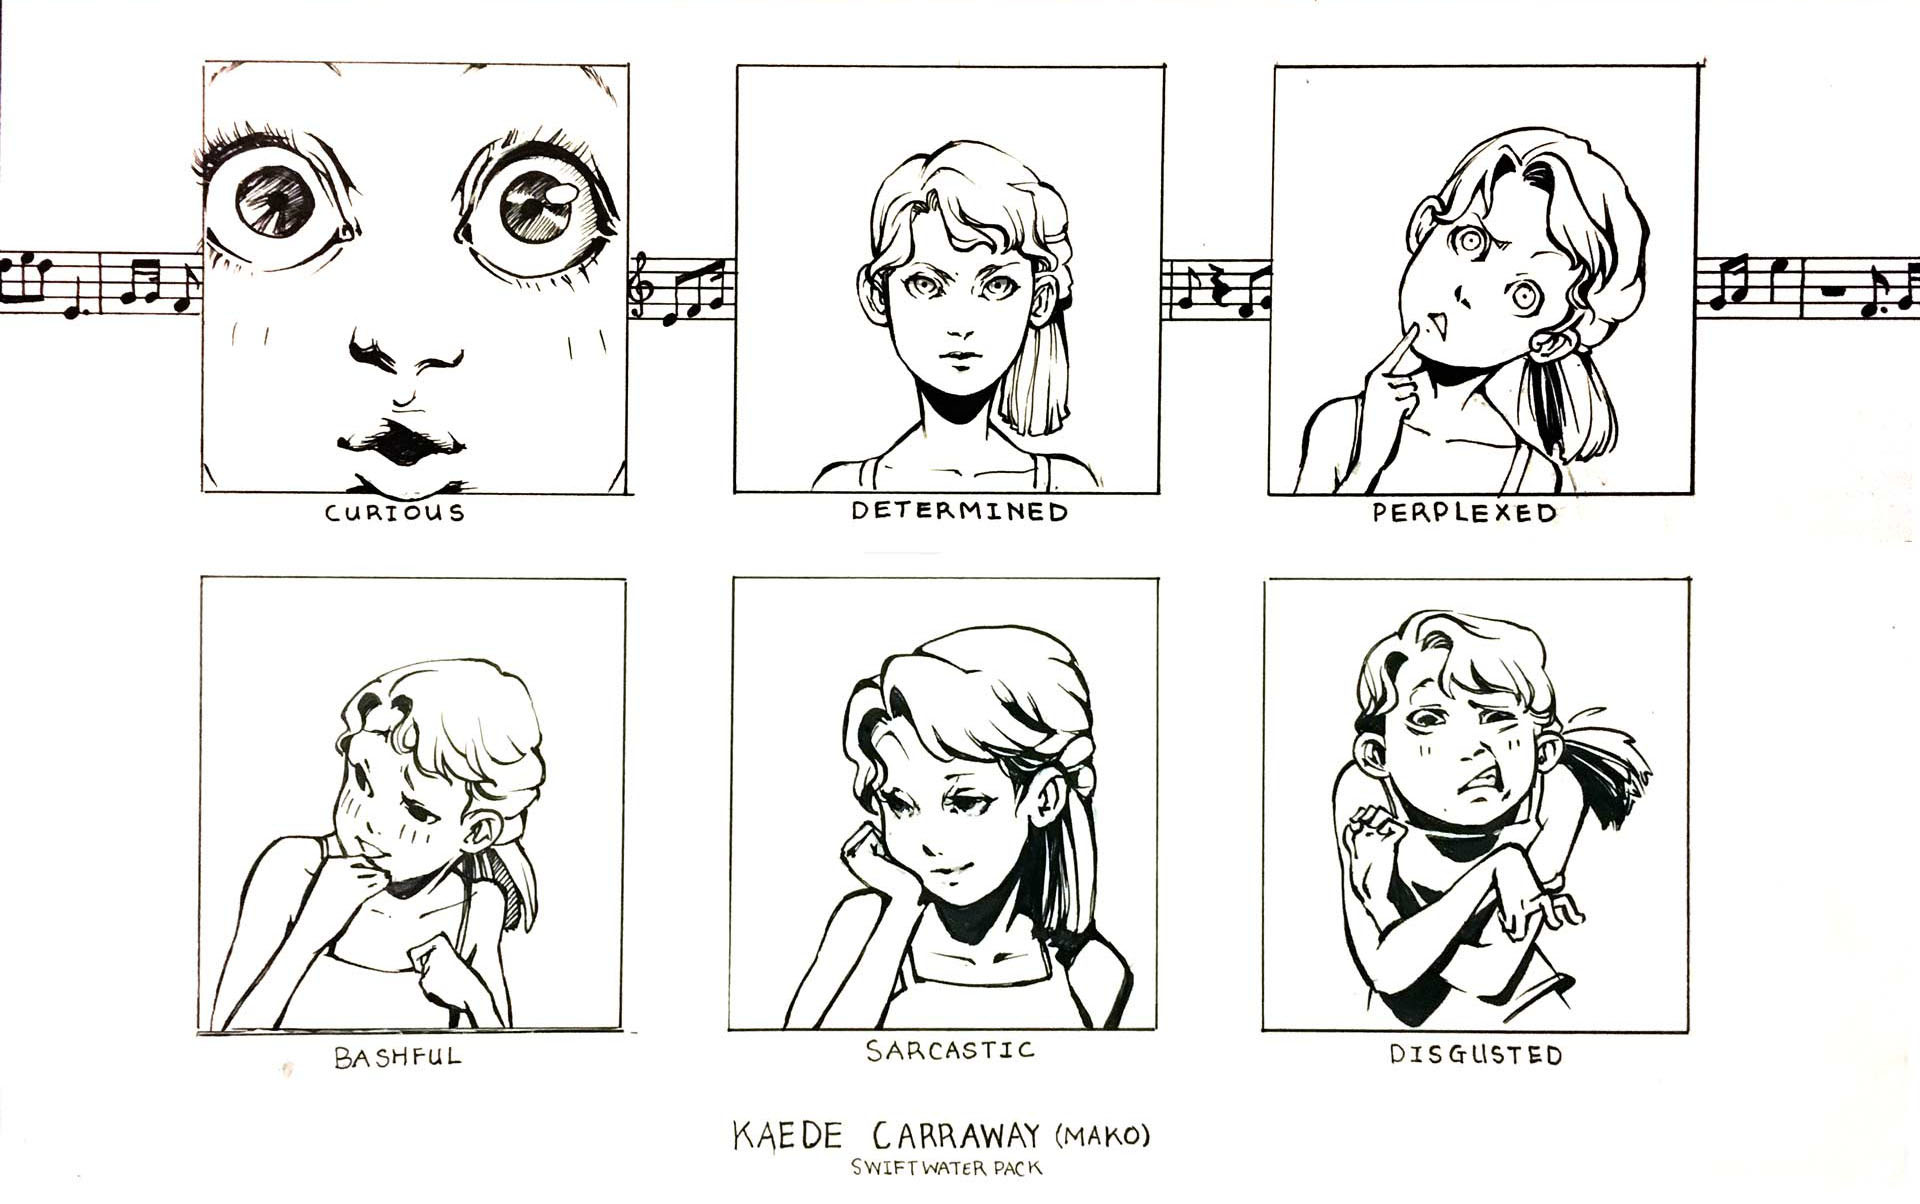 CURIOUS
DETERMINED
PERPLEXED
BASHFUL
SARCASTIC
DISGUSTED
KAEDE CARRAWAY (MAKO)
SWIFTWATER PACK